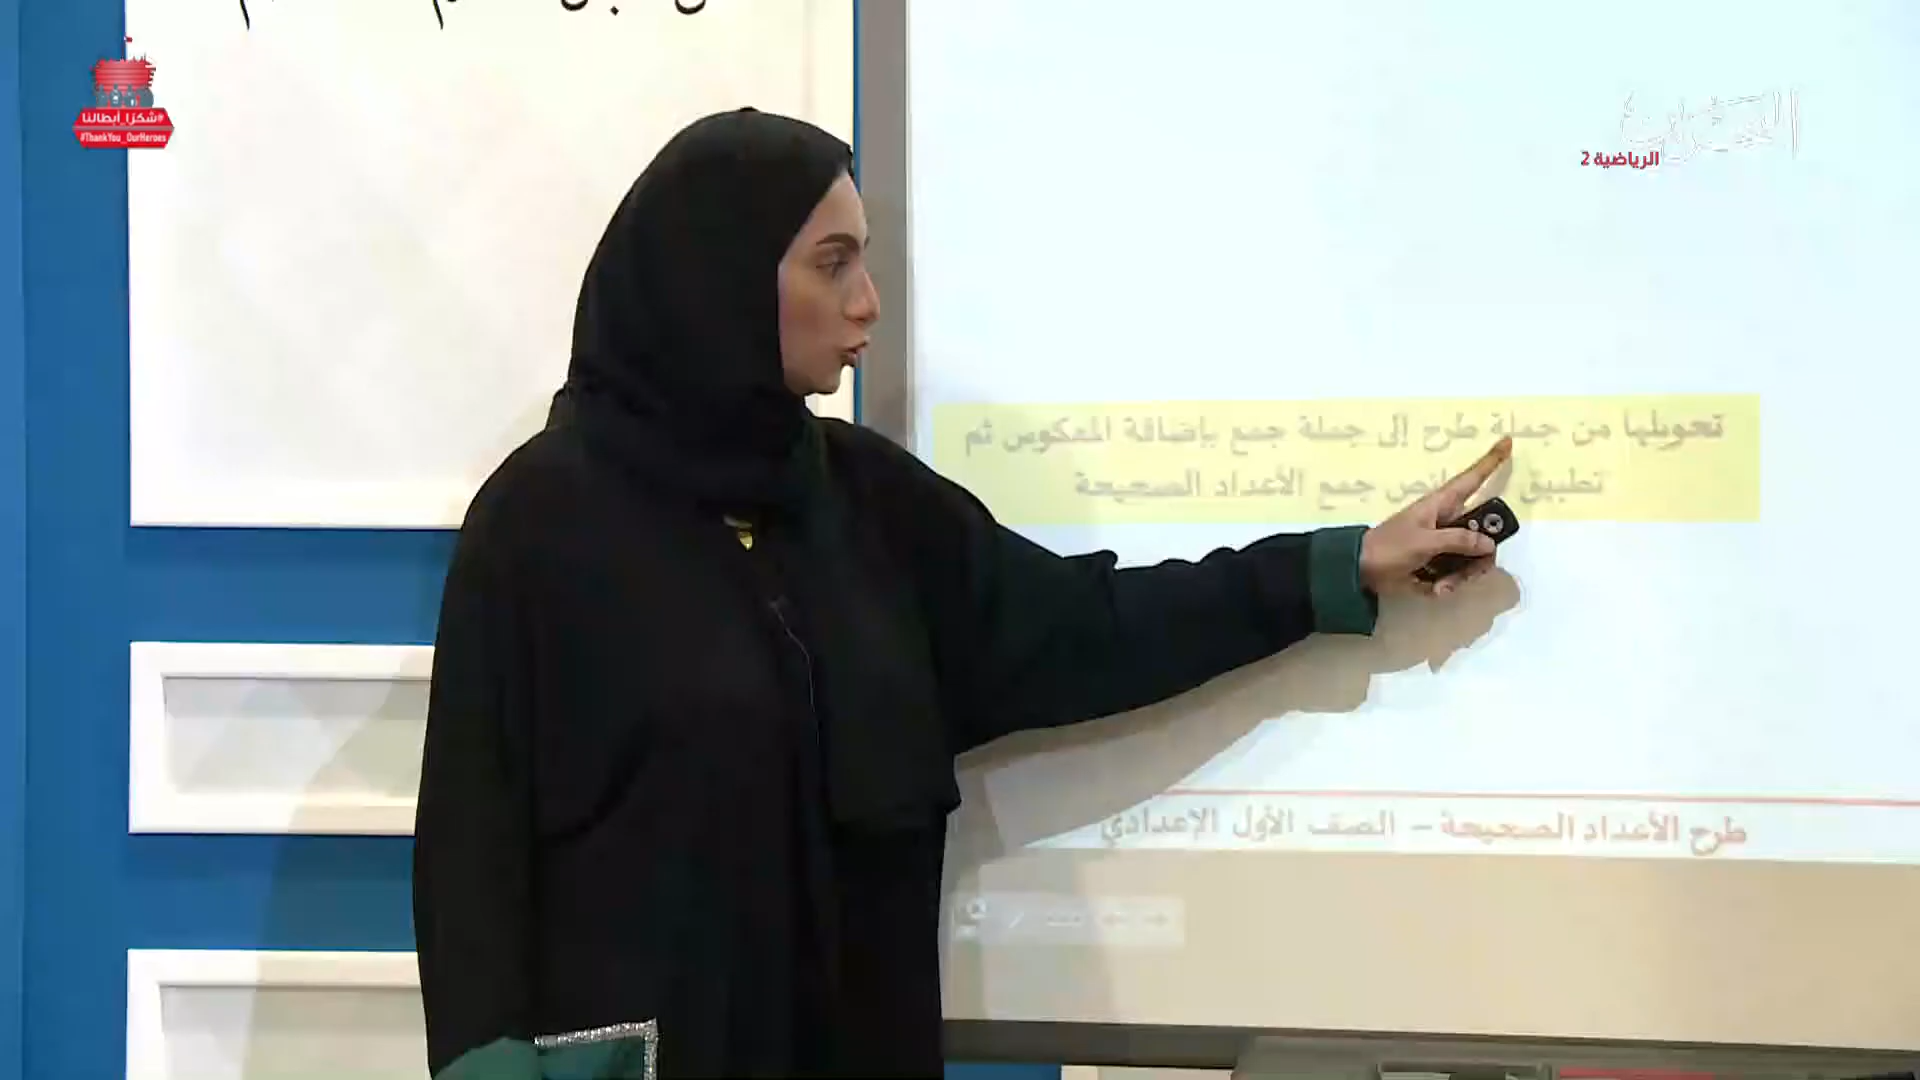 #شكرا_أبطالنا
#ThankYou_OurHeroes
البحرين
الرياضية 2
تحويلها من جملة طرح إلى جملة جمع بإضافة المعكوس ثم
تطبيق جمع الأعداد الصحيحة
طرح الأعداد الصحيحة – الصف الأول الإعدادي